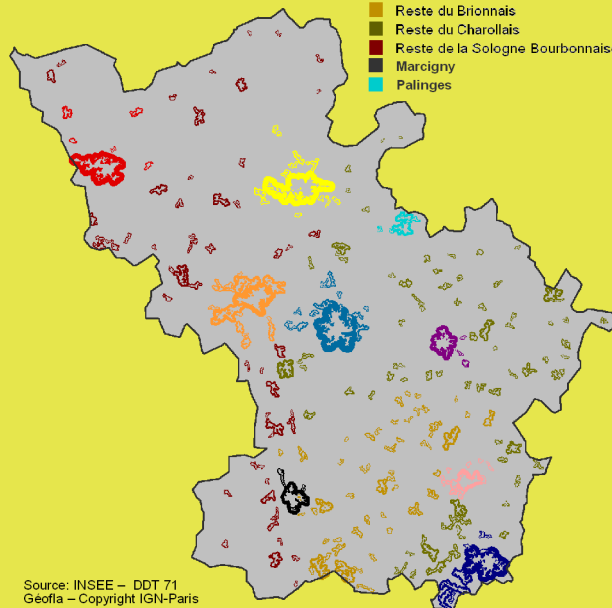 Reste du Brionnais
Reste du Charollais
Reste de la Sologne Bourbonnaise
Marcigny
Palinges
Source: INSEE – DDT 71
Géofla – Copyright IGN-Paris